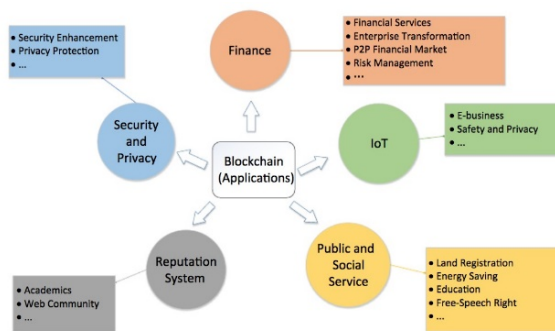 • Security Enhancement
• Privacy Protection
• ...
Finance
• Financial Services
• Enterprise Transformation
• P2P Financial Market
• Risk Management
• ...
Security
and
Privacy
Blockchain
(Applications)
IoT
• E-business
• Safety and Privacy
• ...
Reputation
System
• Academics
• Web Community
• ...
Public and
Social
Service
• Land Registration
• Energy Saving
• Education
• Free-Speech Right
• ...